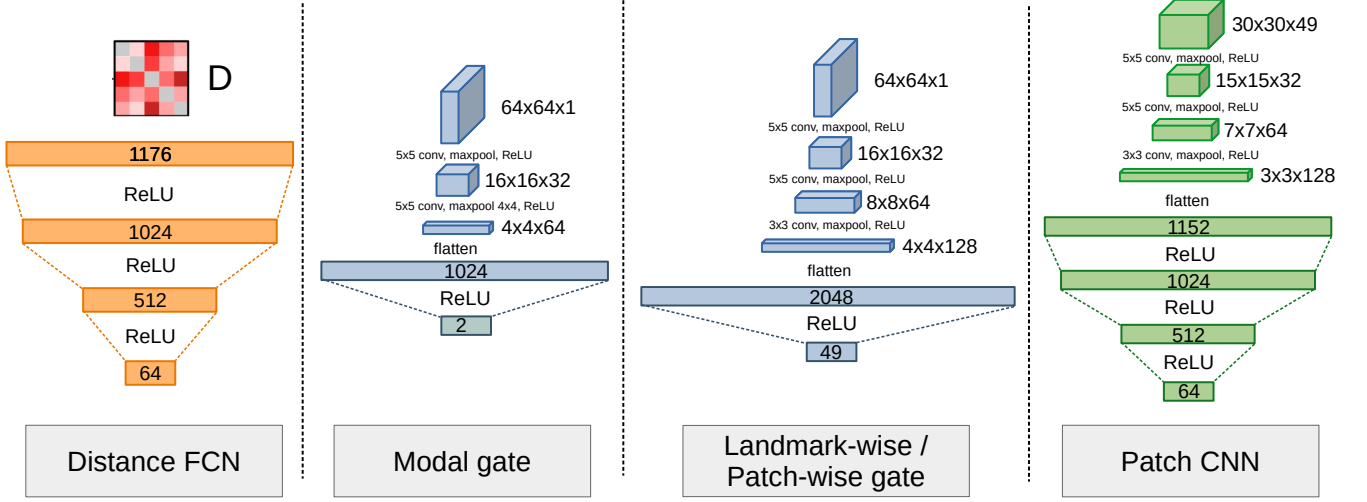 D
1176
ReLU
1024
ReLU
512
ReLU
64
Distance FCN
64x64x1
5x5 conv, maxpool, ReLU
16x16x32
5x5 conv, maxpool 4x4, ReLU
4x4x64
flatten
1024
ReLU
2
Modal gate
64x64x1
5x5 conv, maxpool, ReLU
16x16x32
5x5 conv, maxpool, ReLU
8x8x64
3x3 conv, maxpool, ReLU
4x4x128
flatten
2048
ReLU
49
Landmark-wise /
Patch-wise gate
30x30x49
5x5 conv, maxpool, ReLU
15x15x32
5x5 conv, maxpool, ReLU
7x7x64
3x3 conv, maxpool, ReLU
3x3x128
flatten
1152
ReLU
1024
ReLU
512
ReLU
64
Patch CNN